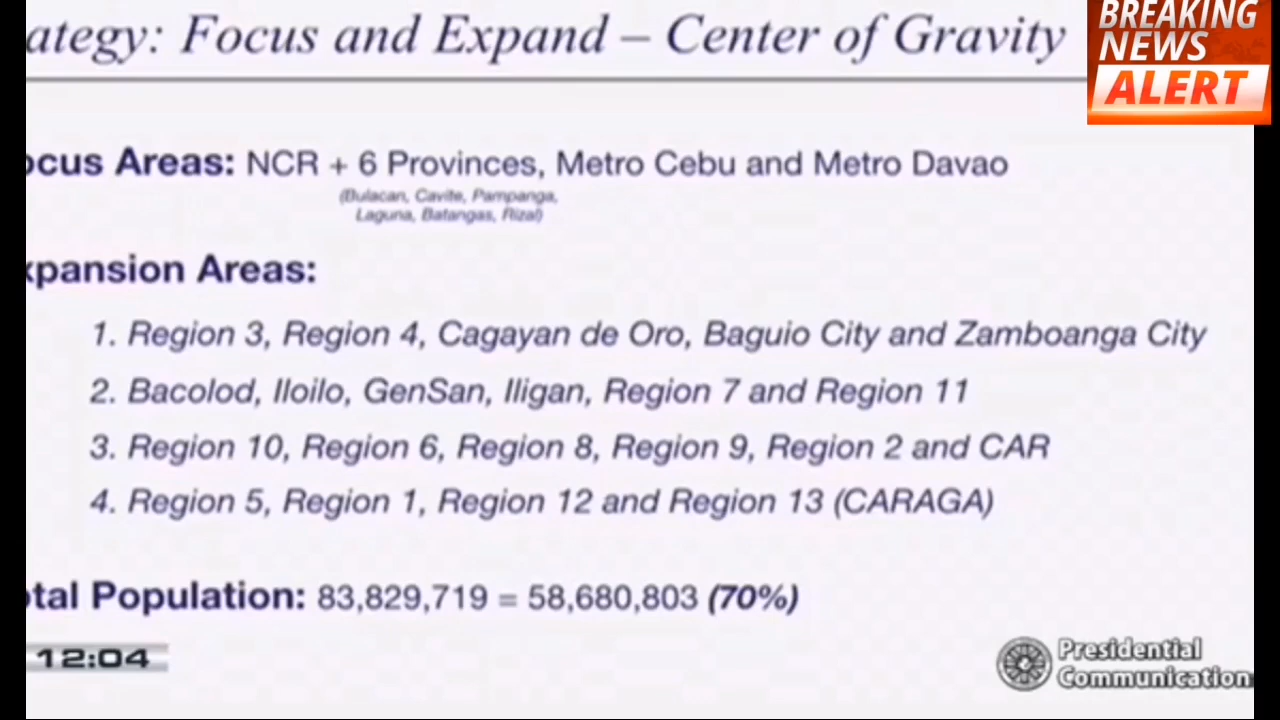 ategy: Focus and Expand – Center of Gravity
BREAKING
NEWS
ALERT
ocus Areas: NCR + 6 Provinces, Metro Cebu and Metro Davao
(Bulacan, Cavite, Pampanga,
Laguna, Batangas, Rizal)
xpansion Areas:
1. Region 3, Region 4, Cagayan de Oro, Baguio City and Zamboanga City
2. Bacolod, Iloilo, GenSan, Iligan, Region 7 and Region 11
3. Region 10, Region 6, Region 8, Region 9, Region 2 and CAR
4. Region 5, Region 1, Region 12 and Region 13 (CARAGA)
otal Population: 83,829,719 = 58,680,803 (70%)
12:04
Presidential
Communication